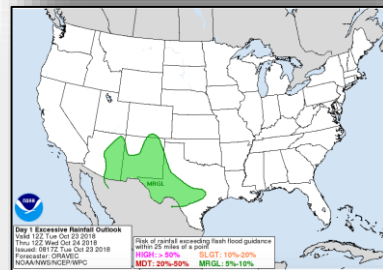 MRGL
noaa
Day 1 Excessive Rainfall Outlook
Valid 12Z Tue Oct 23 2018
Thru 12Z Wed Oct 24 2018
Issued: 0817Z Tue Oct 23 2018
Forecaster: ORAVEC
NOAA/NWS/NCEP/WPC
Risk of rainfall exceeding flash flood guidance
within 25 miles of a point
HIGH: > 50% SLGT: 10%-20%
MDT: 20%-50% MRGL: 5%-10%